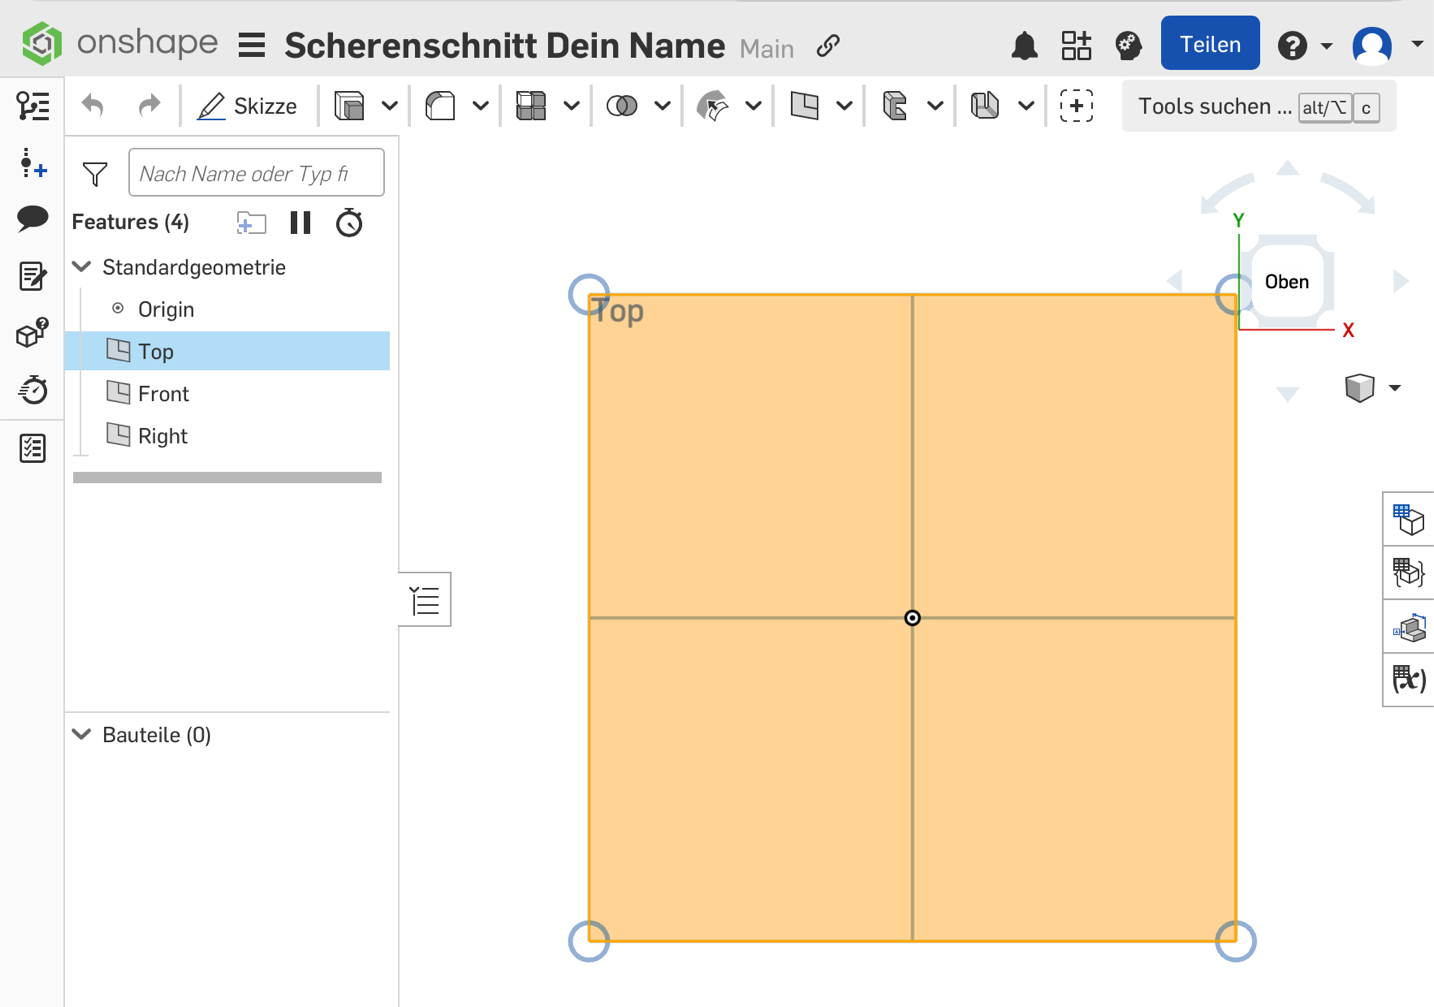 onshape Scherenschnitt Dein Name Main Teilen
Skizze Tools suchen ... alt/⌥ c
Nach Name oder Typ fi
Features (4)
Standardgeometrie
Origin
Top
Front
Right
Bauteile (0)
Top
Y
Oben
X
(x)